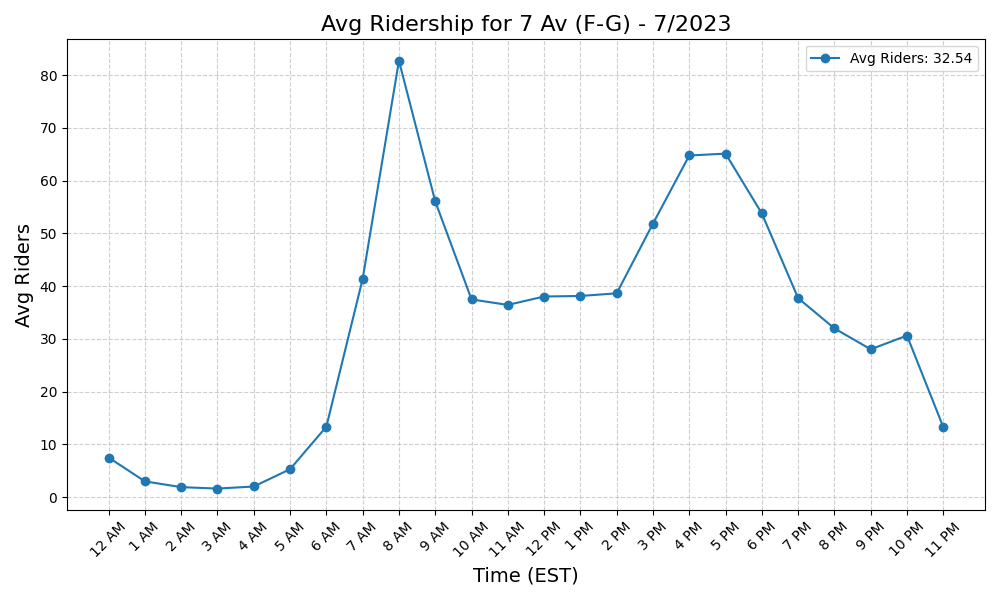 Avg Ridership for 7 Av (F-G) - 7/2023
Avg Riders: 32.54
Avg Riders
80
70
60
50
40
30
20
10
0
12 AM
1 AM
2 AM
3 AM
4 AM
5 AM
6 AM
7 AM
8 AM
9 AM
10 AM
11 AM
12 PM
1 PM
2 PM
3 PM
4 PM
5 PM
6 PM
7 PM
8 PM
9 PM
10 PM
11 PM
Time (EST)